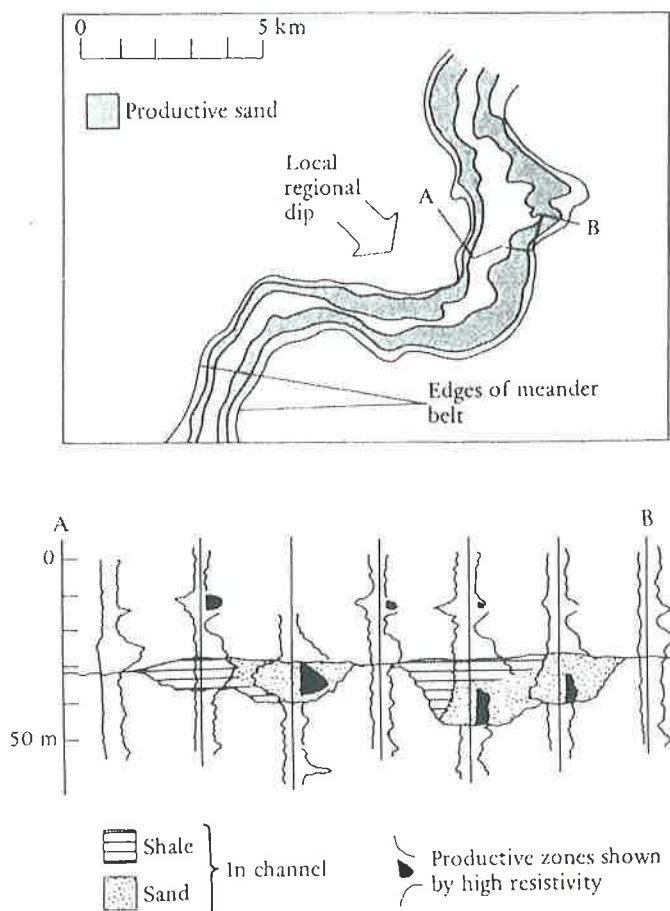 0 5 km
Productive sand
Local
regional
dip
A
B
Edges of meander
belt
A
B
0
50 m
Shale
Sand
In channel
Productive zones shown
by high resistivity